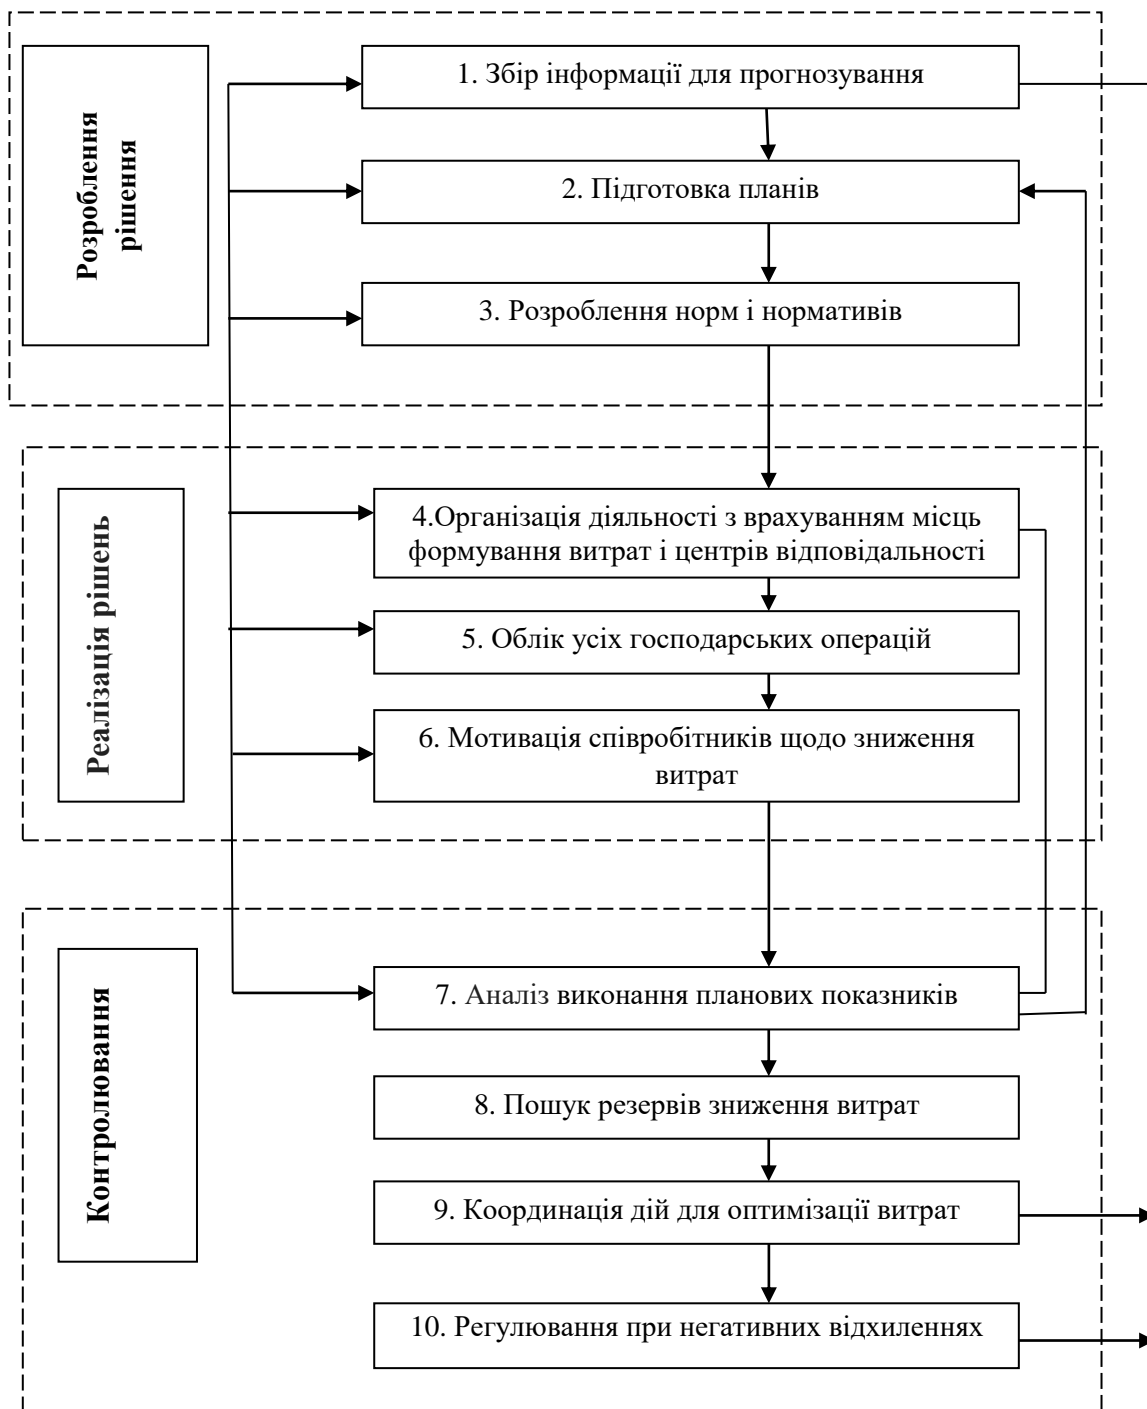 Розроблення
рішення
1. Збір інформації для прогнозування
2. Підготовка планів
3. Розроблення норм і нормативів
Реалізація рішень
4.Організація діяльності з врахуванням місць
формування витрат і центрів відповідальності
5. Облік усіх господарських операцій
6. Мотивація співробітників щодо зниження
витрат
Контролювання
7. Аналіз виконання планових показників
8. Пошук резервів зниження витрат
9. Координація дій для оптимізації витрат
10. Регулювання при негативних відхиленнях